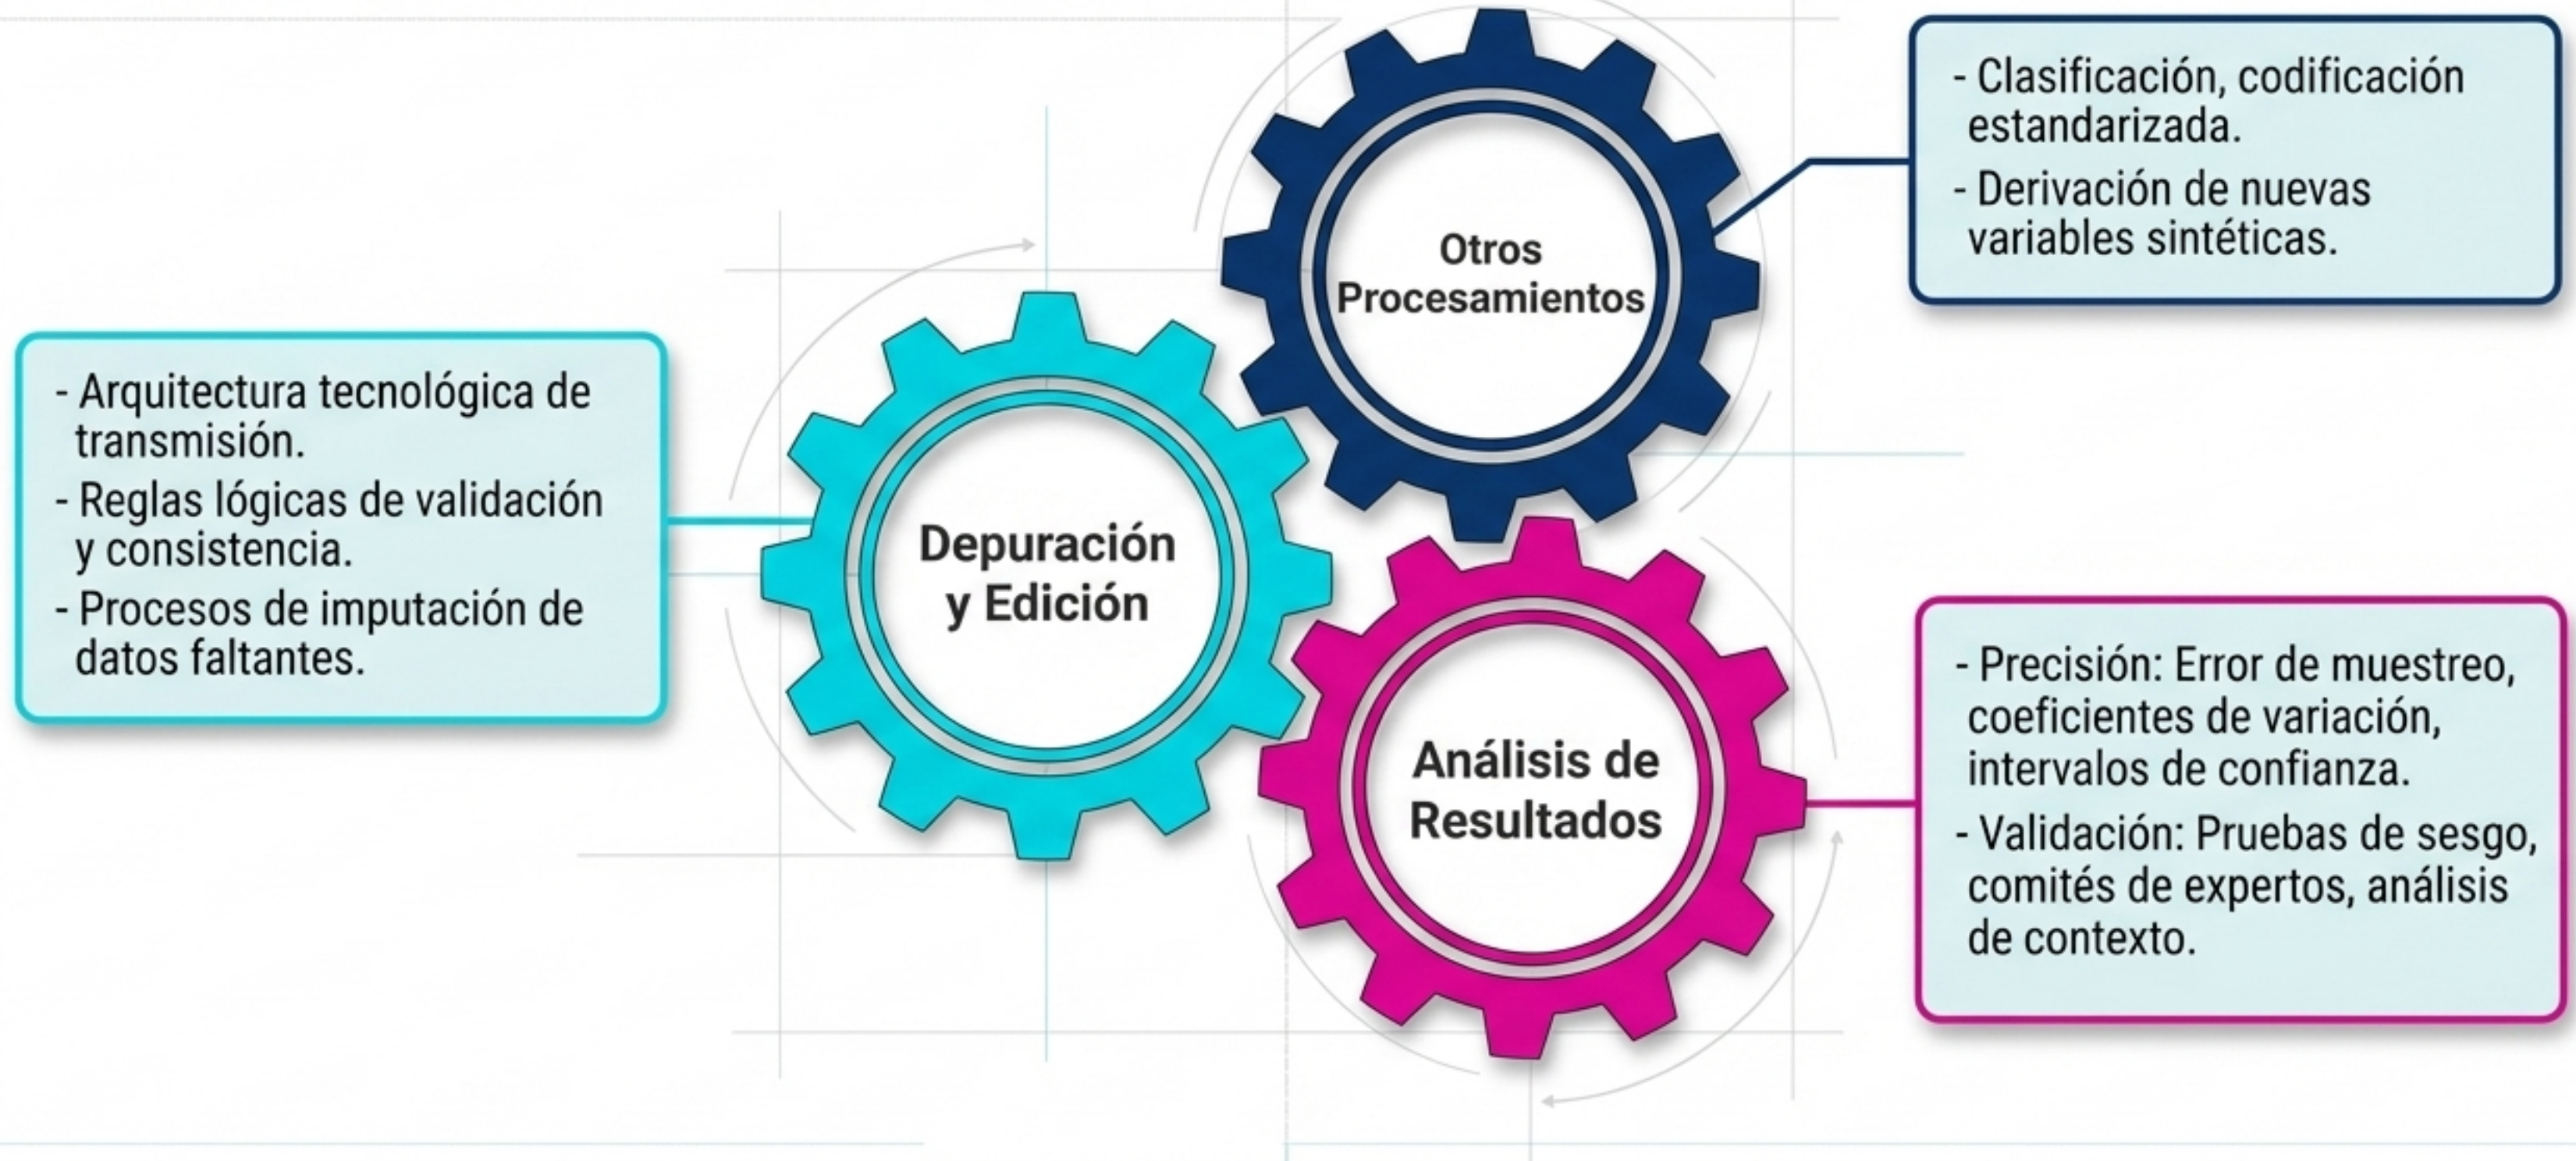 - Arquitectura tecnológica de
transmisión.
- Reglas lógicas de validación
y consistencia.
- Procesos de imputación de
datos faltantes.
Depuración
y Edición
Otros
Procesamientos
- Clasificación, codificación
estandarizada.
- Derivación de nuevas
variables sintéticas.
Análisis de
Resultados
- Precisión: Error de muestreo,
coeficientes de variación,
intervalos de confianza.
- Validación: Pruebas de sesgo,
comités de expertos, análisis
de contexto.